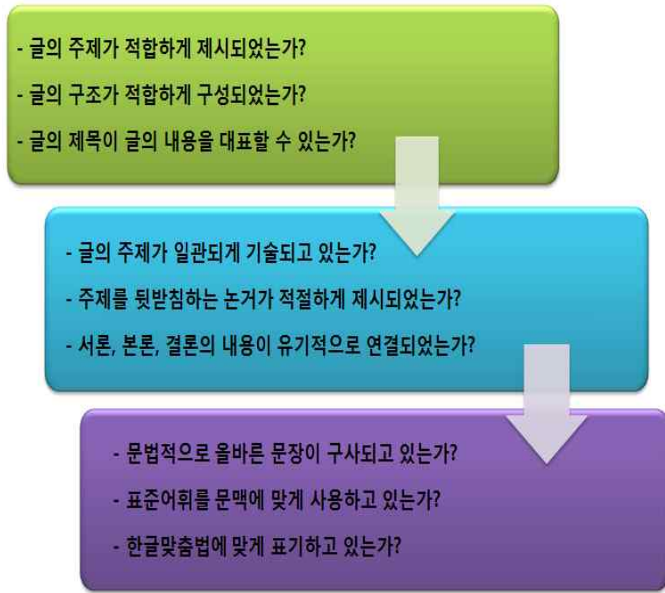 - 글의 주제가 적합하게 제시되었는가?
- 글의 구조가 적합하게 구성되었는가?
- 글의 제목이 글의 내용을 대표할 수 있는가?
- 글의 주제가 일관되게 기술되고 있는가?
- 주제를 뒷받침하는 논거가 적절하게 제시되었는가?
- 서론, 본론, 결론의 내용이 유기적으로 연결되었는가?
- 문법적으로 올바른 문장이 구사되고 있는가?
- 표준어휘를 문맥에 맞게 사용하고 있는가?
- 한글맞춤법에 맞게 표기하고 있는가?